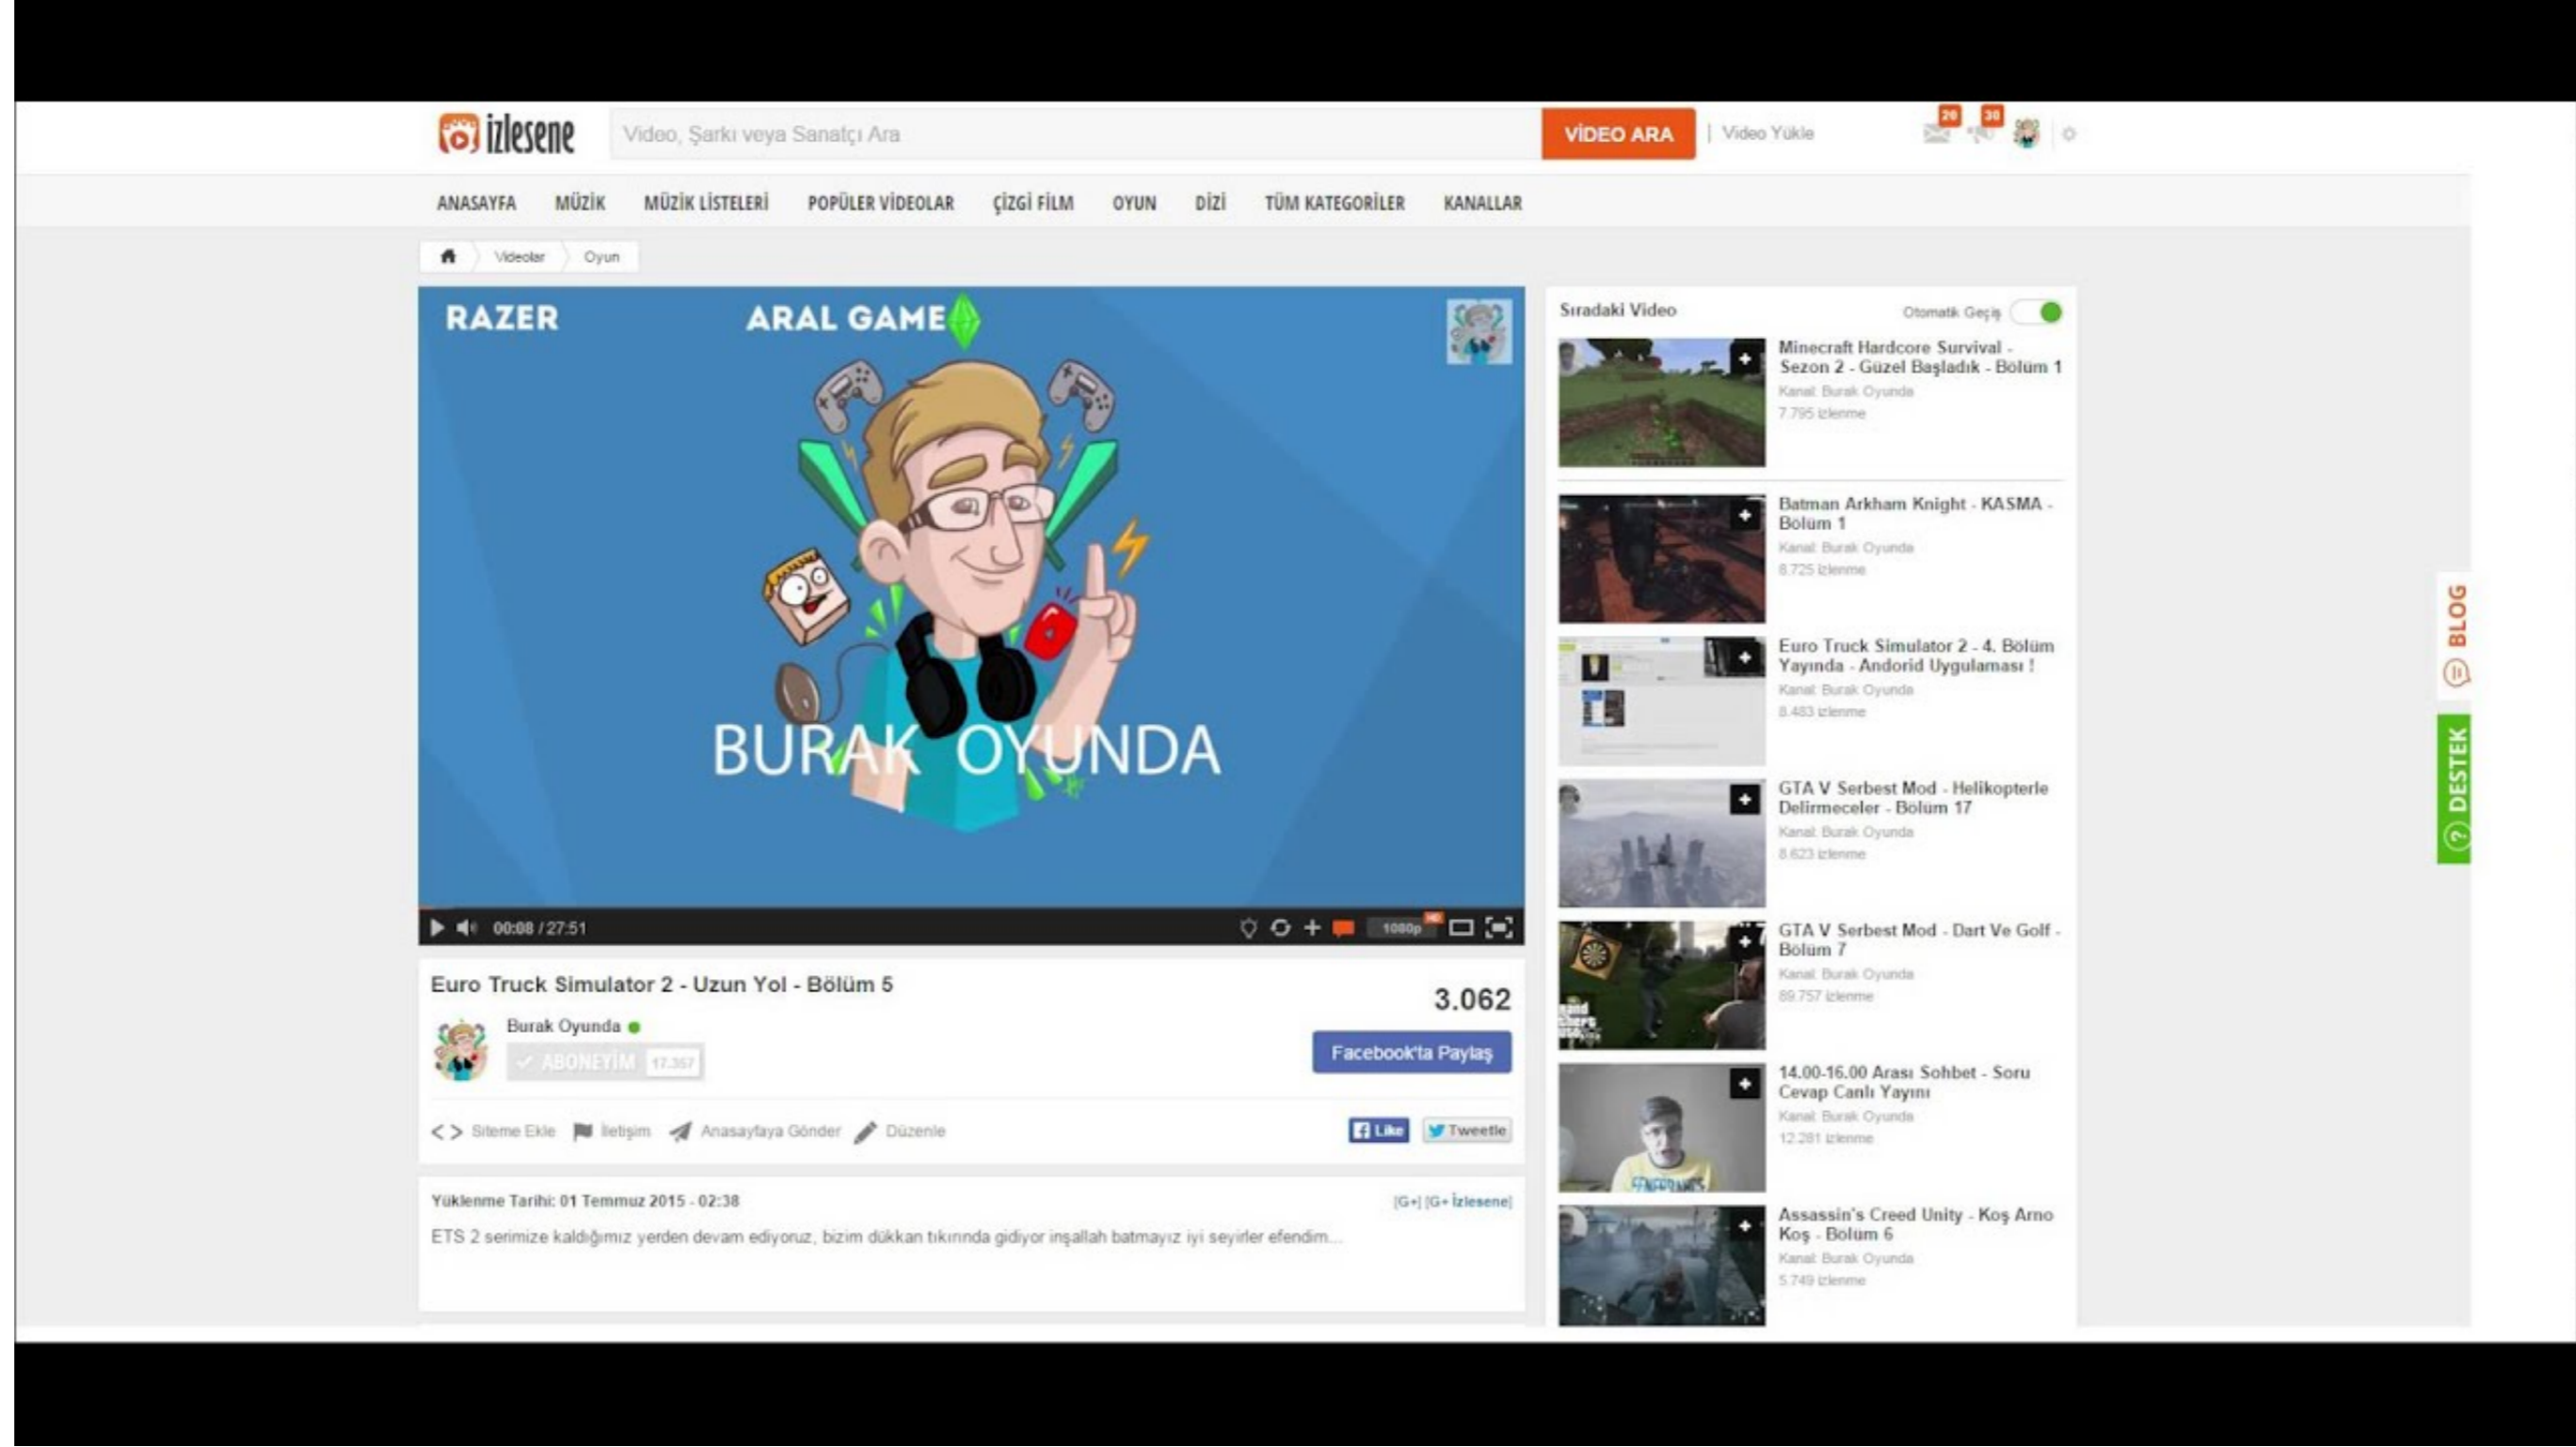 izlesene
Video, Şarkı veya Sanatçı Ara
VİDEO ARA
Video Yükle
20
30
ANASAYFA MÜZİK MÜZİK LİSTELERİ POPÜLER VİDEOLAR ÇİZGİ FİLM OYUN DİZİ TÜM KATEGORİLER KANALLAR
Videolar Oyun
RAZER ARAL GAME
BURAK OYUNDA
00:08 / 27:51
1080p HD
Euro Truck Simulator 2 - Uzun Yol - Bölüm 5
3.062
Burak Oyunda
ABONEYİM 17.357
Facebook'ta Paylaş
Siteme Ekle İletişim Anasayfaya Gönder Düzenle
Like Tweetle
Yüklenme Tarihi: 01 Temmuz 2015 - 02:38
[G+] [G+ İzlesene]
ETS 2 serimize kaldığımız yerden devam ediyoruz, bizim dükkan tıkırında gidiyor inşallah batmayız iyi seyirler efendim...
Sıradaki Video Otomatik Geçiş
Minecraft Hardcore Survival -
Sezon 2 - Güzel Başladık - Bölüm 1
Kanal: Burak Oyunda
7.795 izlenme
Batman Arkham Knight - KASMA -
Bölüm 1
Kanal: Burak Oyunda
8.725 izlenme
Euro Truck Simulator 2 - 4. Bölüm
Yayında - Andorid Uygulaması !
Kanal: Burak Oyunda
8.483 izlenme
GTA V Serbest Mod - Helikopterle
Delirmeceler - Bölüm 17
Kanal: Burak Oyunda
8.623 izlenme
GTA V Serbest Mod - Dart Ve Golf -
Bölüm 7
Kanal: Burak Oyunda
89.757 izlenme
14.00-16.00 Arası Sohbet - Soru
Cevap Canlı Yayını
Kanal: Burak Oyunda
12.281 izlenme
Assassin's Creed Unity - Koş Arno
Koş - Bölüm 6
Kanal: Burak Oyunda
5.749 izlenme
BLOG
DESTEK